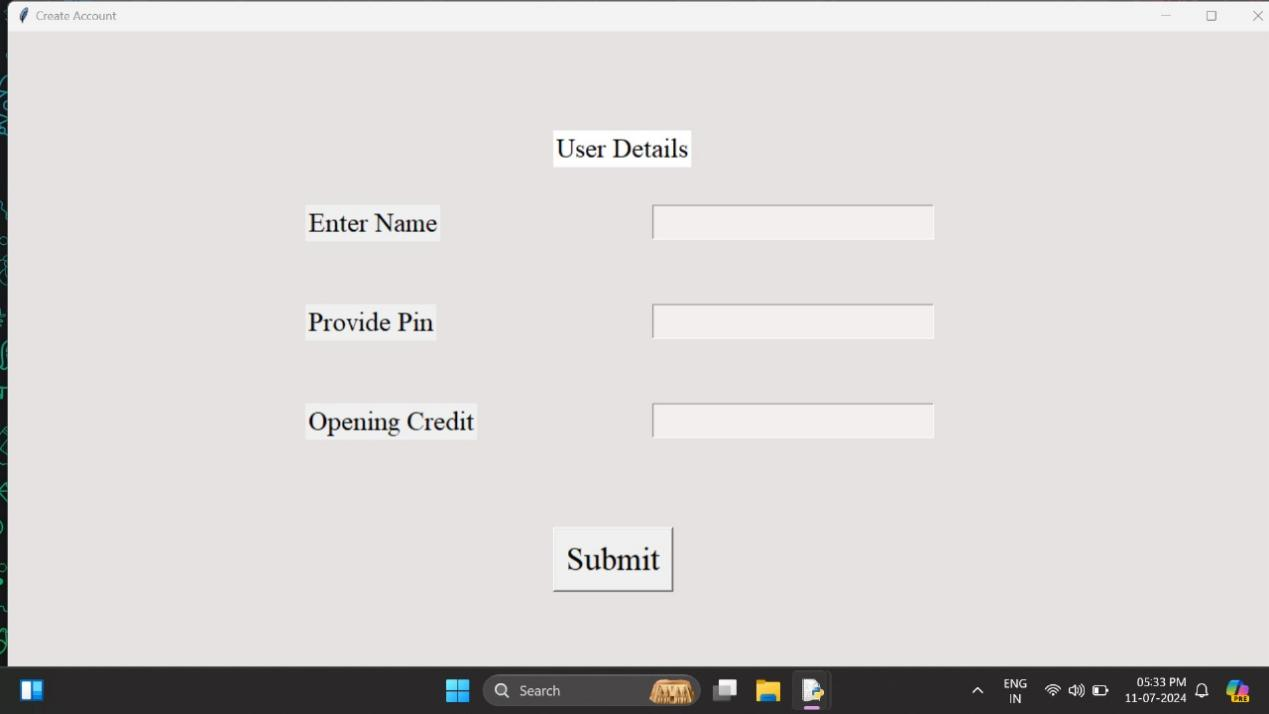 Create Account
User Details
Enter Name
Provide Pin
Opening Credit
Submit
Search
ENG
IN
05:33 PM
11-07-2024
PRE